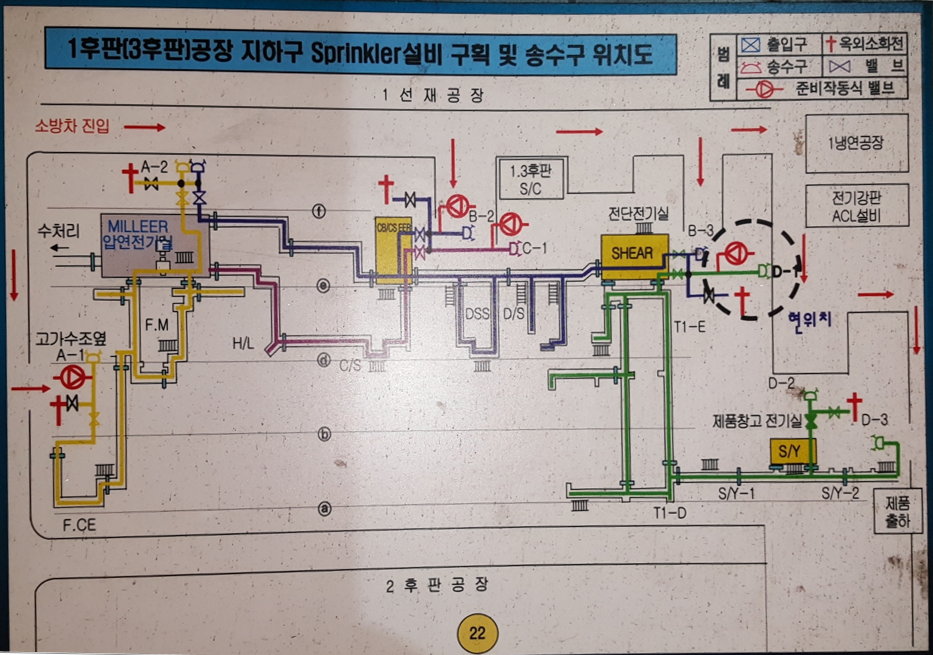 1후판(3후판)공장 지하구 Sprinkler설비 구획 및 송수구 위치도
범례
출입구
옥외소화전
송수구
밸 브
준비작동식 밸브
1 선 재 공 장
소방차 진입
1냉연공장
1.3후판
S/C
전기강판
ACL설비
A-2
수처리
MILLEER
압연전기실
ⓕ
CB/CS EER
B-2
C-1
전단전기실
SHEAR
B-3
D-1
현위치
ⓔ
F.M
H/L
DSS
D/S
T1-E
고가수조옆
A-1
C/S
ⓓ
D-2
제품창고 전기실
D-3
S/Y
ⓑ
S/Y-1
S/Y-2
F.CE
ⓐ
T1-D
제품
출하
2 후 판 공 장
22